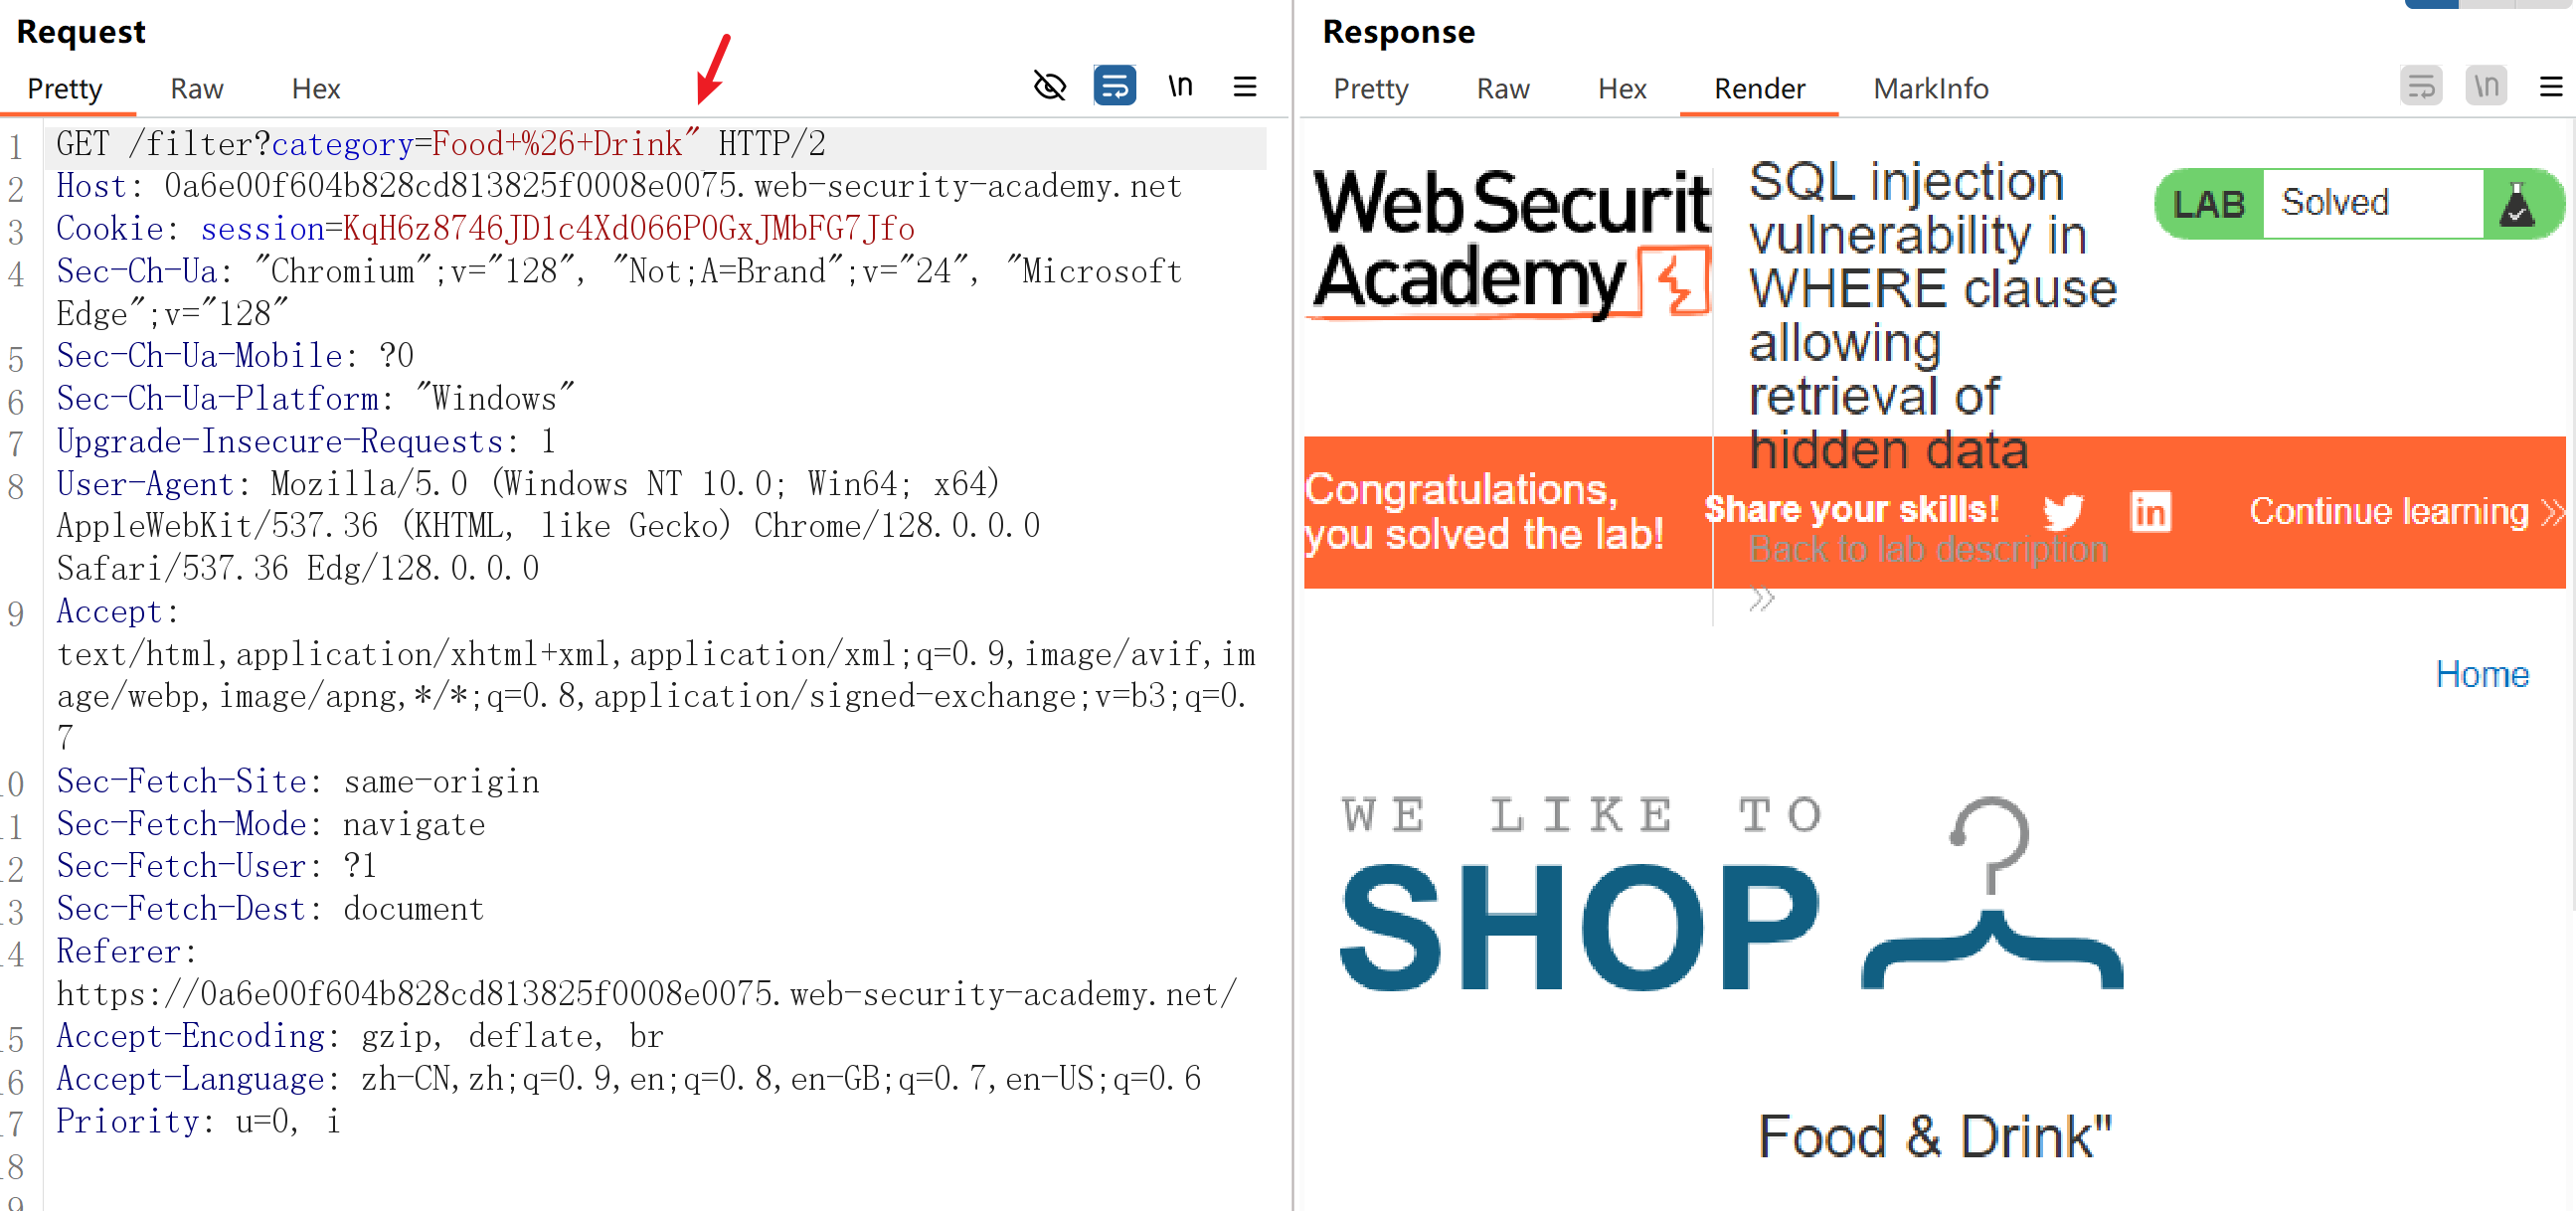 Request
Pretty Raw Hex \n
1 GET /filter?category=Food+%26+Drink" HTTP/2
2 Host: 0a6e00f604b828cd813825f0008e0075.web-security-academy.net
3 Cookie: session=KqH6z8746JD1c4Xd066P0GxJMbFG7Jfo
4 Sec-Ch-Ua: "Chromium";v="128", "Not;A=Brand";v="24", "Microsoft
Edge";v="128"
5 Sec-Ch-Ua-Mobile: ?0
6 Sec-Ch-Ua-Platform: "Windows"
7 Upgrade-Insecure-Requests: 1
8 User-Agent: Mozilla/5.0 (Windows NT 10.0; Win64; x64)
AppleWebKit/537.36 (KHTML, like Gecko) Chrome/128.0.0.0
Safari/537.36 Edg/128.0.0.0
9 Accept:
text/html,application/xhtml+xml,application/xml;q=0.9,image/avif,im
age/webp,image/apng,*/*;q=0.8,application/signed-exchange;v=b3;q=0.
7
10 Sec-Fetch-Site: same-origin
11 Sec-Fetch-Mode: navigate
12 Sec-Fetch-User: ?1
13 Sec-Fetch-Dest: document
14 Referer:
https://0a6e00f604b828cd813825f0008e0075.web-security-academy.net/
15 Accept-Encoding: gzip, deflate, br
16 Accept-Language: zh-CN,zh;q=0.9,en;q=0.8,en-GB;q=0.7,en-US;q=0.6
17 Priority: u=0, i
18
19
Response
Pretty Raw Hex Render MarkInfo \n
Web Securit
Academy
SQL injection
vulnerability in
WHERE clause
allowing
retrieval of
hidden data
LAB Solved
Congratulations,
you solved the lab!
Share your skills!
in
Continue learning >>
Back to lab description
>>
Home
WE LIKE TO
SHOP
Food & Drink"